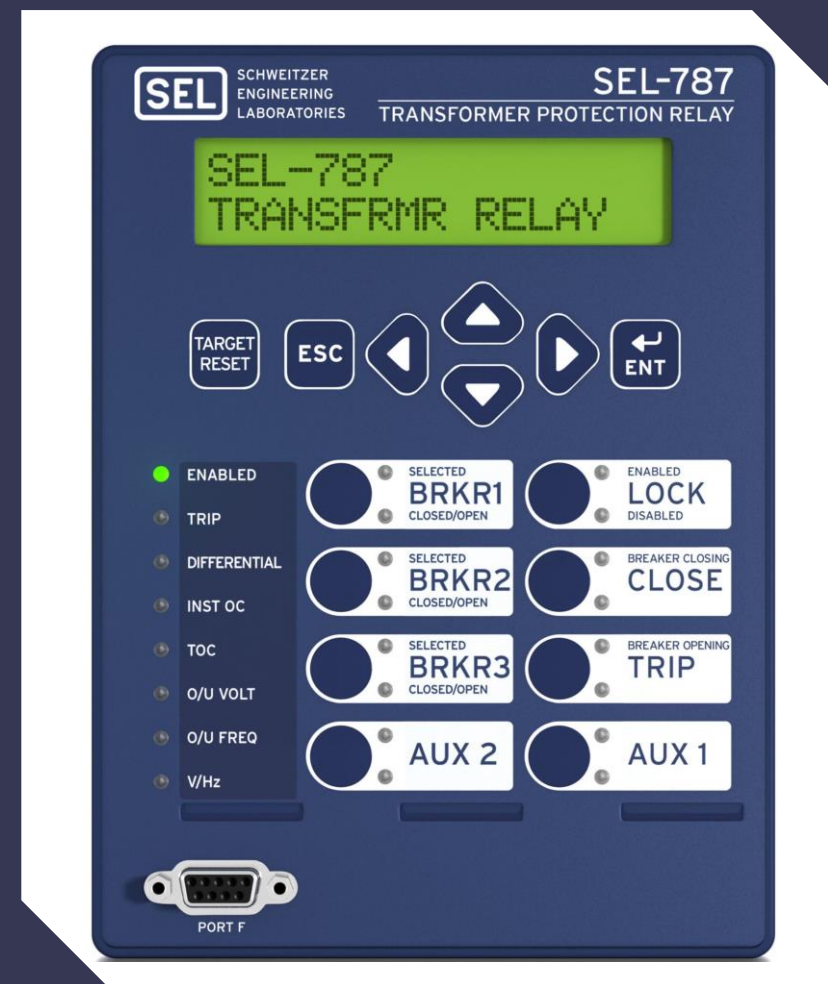 SEL
SCHWEITZER
ENGINEERING
LABORATORIES
SEL-787
TRANSFORMER PROTECTION RELAY
SEL-787
TRANSFRMR RELAY
TARGET
RESET
ESC
ENT
ENABLED
TRIP
DIFFERENTIAL
INST OC
TOC
O/U VOLT
O/U FREQ
V/Hz
SELECTED
BRKR1
CLOSED/OPEN
ENABLED
LOCK
DISABLED
SELECTED
BRKR2
CLOSED/OPEN
BREAKER CLOSING
CLOSE
SELECTED
BRKR3
CLOSED/OPEN
BREAKER OPENING
TRIP
AUX 2
AUX 1
PORT F